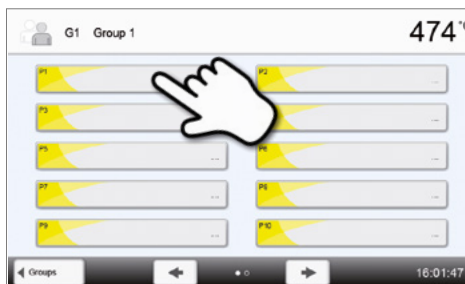 G1 Group 1
474 °C
P1 P2
P3
P5 ... P6 ...
P7 ... P8 ...
P9 ... P10 ...
Groups 16:01:47